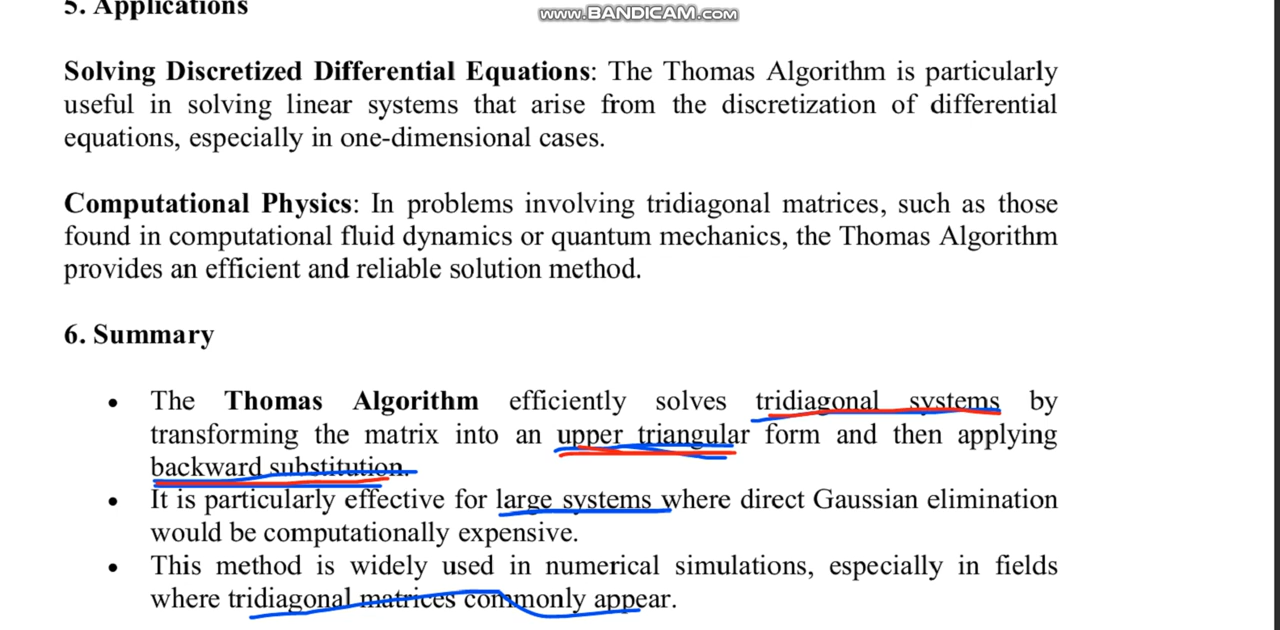 www.BANDICAM.com
5. Applications
Solving Discretized Differential Equations: The Thomas Algorithm is particularly
useful in solving linear systems that arise from the discretization of differential
equations, especially in one-dimensional cases.
Computational Physics: In problems involving tridiagonal matrices, such as those
found in computational fluid dynamics or quantum mechanics, the Thomas Algorithm
provides an efficient and reliable solution method.
6. Summary
• The Thomas Algorithm efficiently solves tridiagonal systems by
transforming the matrix into an upper triangular form and then applying
backward substitution.
• It is particularly effective for large systems where direct Gaussian elimination
would be computationally expensive.
• This method is widely used in numerical simulations, especially in fields
where tridiagonal matrices commonly appear.